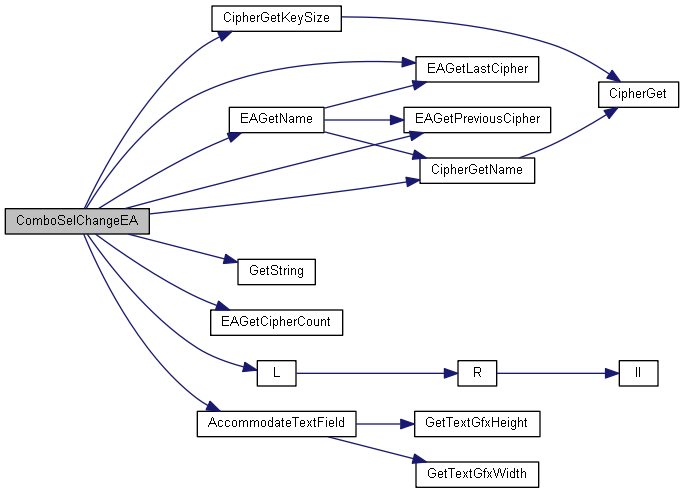 CipherGetKeySize
EAGetLastCipher
CipherGet
EAGetName
EAGetPreviousCipher
CipherGetName
ComboSelChangeEA
GetString
EAGetCipherCount
L
R
ll
AccommodateTextField
GetTextGfxHeight
GetTextGfxWidth